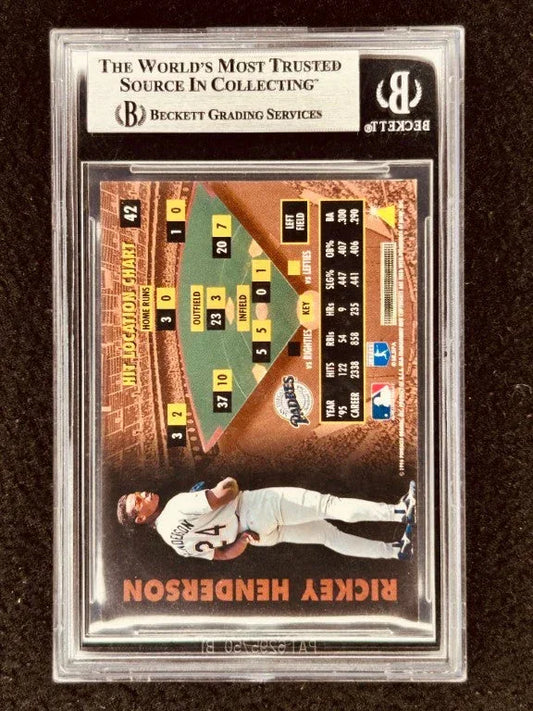 THE WORLD'S MOST TRUSTED
SOURCE IN COLLECTING™
BECKETT GRADING SERVICES
BECKETT®
42
HIT LOCATION CHART
HOME RUNS
3 2
3 0
1 0
37 10
OUTFIELD
23 3
20 7
INFIELD
5 5
0 1
vs RIGHTIES
KEY
vs LEFTIES
LEFT
FIELD
PADRES
YEAR HITS RBIs HRs SLG% OB% BA
'95 122 54 9 .447 .407 .300
CAREER 2338 858 235 .441 .406 .290
HENDERSON
24
RICKEY HENDERSON